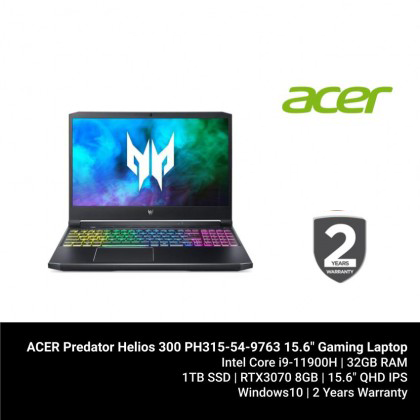 acer
2
YEARS
WARRANTY
ACER Predator Helios 300 PH315-54-9763 15.6" Gaming Laptop
Intel Core i9-11900H | 32GB RAM
1TB SSD | RTX3070 8GB | 15.6" QHD IPS
Windows10 | 2 Years Warranty